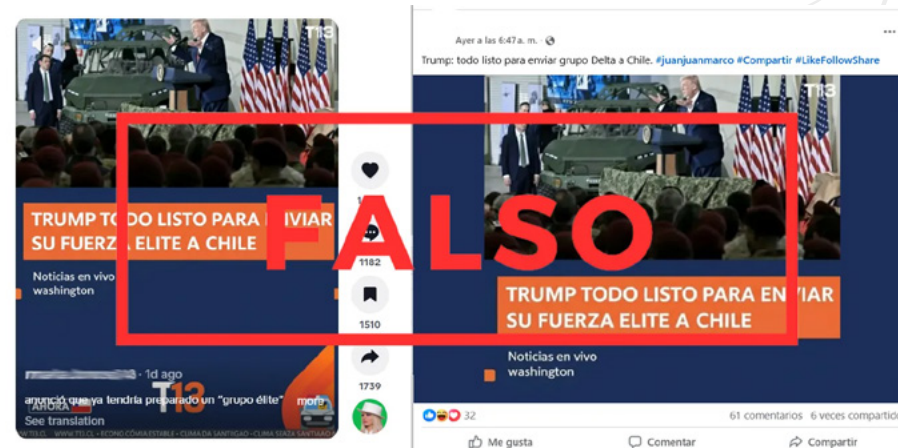 T13
TRUMP TODO LISTO PARA ENVIAR
SU FUERZA ELITE A CHILE
Noticias en vivo
washington
1182
1510
1739
· 1d ago
anunció que ya tendría preparado un "grupo élite" more
AHORA
T13
See translation
Ayer a las 6:47 a. m. ·
Trump: todo listo para enviar grupo Delta a Chile. #juanjuanmarco #Compartir #LikeFollowShare
T13
TRUMP TODO LISTO PARA ENVIAR
SU FUERZA ELITE A CHILE
Noticias en vivo
washington
32
61 comentarios 6 veces compartido
Me gusta
Comentar
Compartir
FALSO